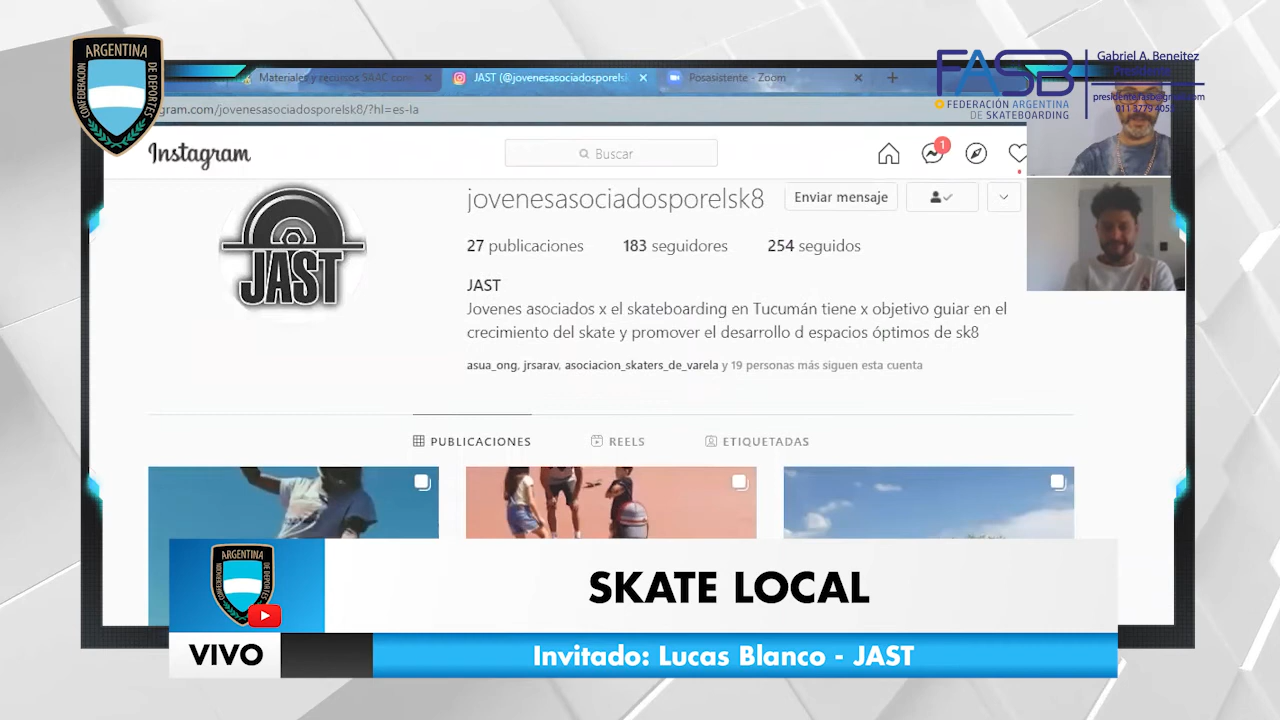 ARGENTINA
CONFEDERACION
DE DEPORTES
Materiales y recursos SAAC con
JAST (@jovenesasociadosporelsk
Posasistente - Zoom
FASB
FEDERACIÓN ARGENTINA
DE SKATEBOARDING
Gabriel A. Beneitez
Presidente
gram.com/jovenesasociadosporelsk8/?hl=es-la
Instagram
Buscar
1
jovenesasociadosporelsk8
Enviar mensaje
27 publicaciones 183 seguidores 254 seguidos
JAST
JAST
Jovenes asociados x el skateboarding en Tucumán tiene x objetivo guiar en el
crecimiento del skate y promover el desarrollo d espacios óptimos de sk8
asua_ong, jrsarav, asociacion_skaters_de_varela y 19 personas más siguen esta cuenta
PUBLICACIONES
REELS
ETIQUETADAS
ARGENTINA
CONFEDERACION
DE DEPORTES
SKATE LOCAL
VIVO
Invitado: Lucas Blanco - JAST